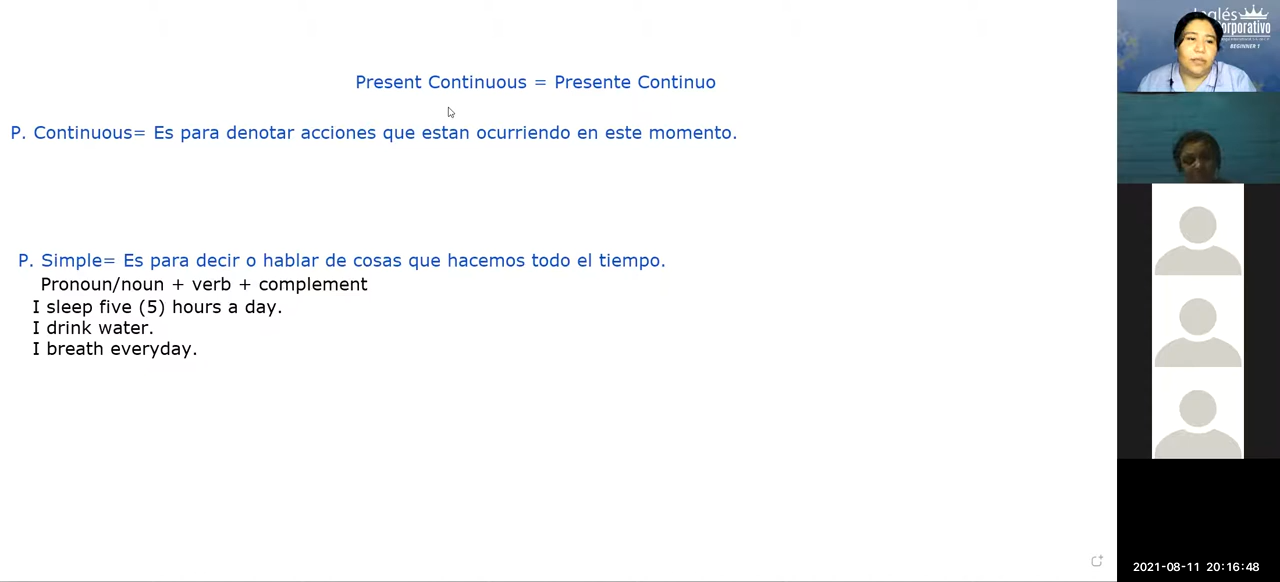 Present Continuous = Presente Continuo
P. Continuous= Es para denotar acciones que estan ocurriendo en este momento.
P. Simple= Es para decir o hablar de cosas que hacemos todo el tiempo.
Pronoun/noun + verb + complement
I sleep five (5) hours a day.
I drink water.
I breath everyday.
BEGINNER 1
2021-08-11 20:16:48